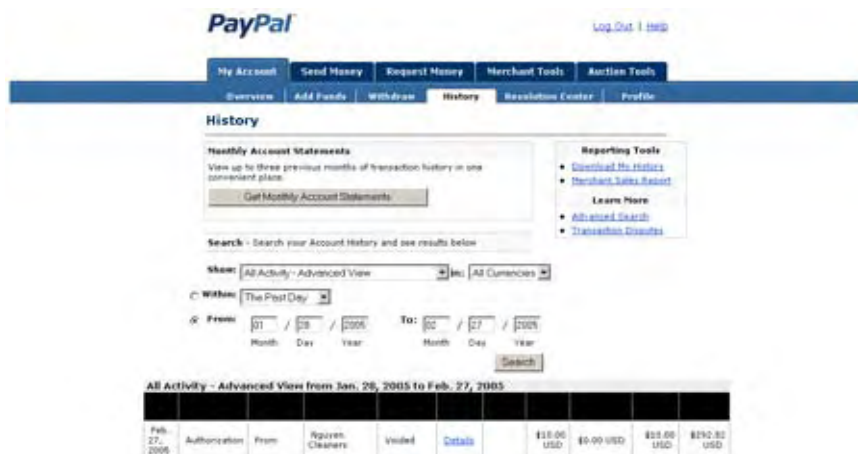 PayPal
Log Out | Help
My Account Send Money Request Money Merchant Tools Auction Tools
Overview Add Funds Withdraw History Resolution Center Profile
History
Monthly Account Statements
View up to three previous months of transaction history in one
convenient place.
Get Monthly Account Statements
Reporting Tools
Download My History
Merchant Sales Report
Learn More
Advanced Search
Transaction Disputes
Search - Search your Account History and see results below
Show: All Activity - Advanced View in: All Currencies
Within: The Past Day
From: 01 / 28 / 2005 To: 02 / 27 / 2005
Month Day Year Month Day Year
Search
All Activity - Advanced View from Jan. 28, 2005 to Feb. 27, 2005
Feb. 27, 2005 Authorization From Nguyen Cleaners Voided Details $10.00 USD $0.00 USD $10.00 USD $292.92 USD